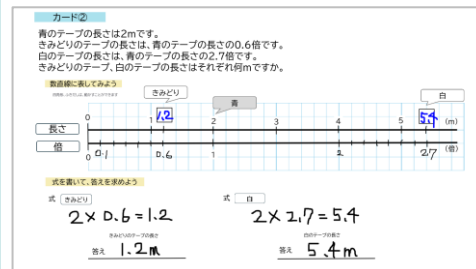 カード②
青のテープの長さは2mです。
きみどりのテープの長さは、青のテープの長さの0.6倍です。
白のテープの長さは、青のテープの長さの2.7倍です。
きみどりのテープ、白のテープの長さはそれぞれ何mですか。
数直線に表してみよう
きみどり 青 白
0 1 1.2 2 3 4 5 5.4 (m)
長さ
倍
0 0.1 0.6 1 2 2.7 (倍)
式を書いて、答えを求めよう
式 きみどり 式 白
2×0.6=1.2 2×2.7=5.4
きみどりのテープの長さ 白のテープの長さ
答え 1.2m 答え 5.4m